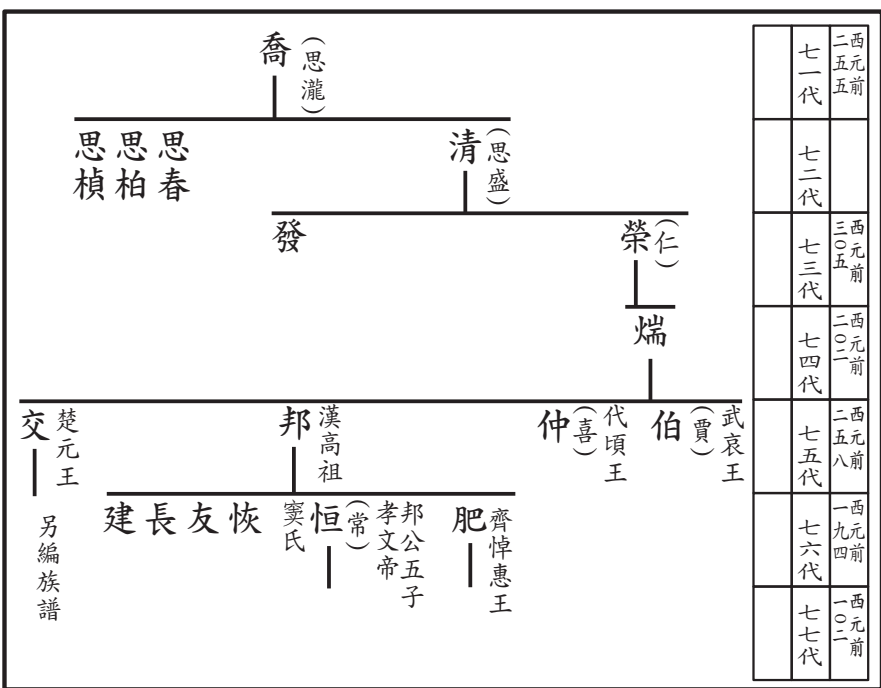 西元前二五五
七一代
七二代
西元前三〇五
七三代
西元前二〇二
七四代
西元前二五八
七五代
西元前一九四
七六代
西元前一〇二
七七代
喬（思瀧）
清（思盛）
思春
思柏
思楨
榮（仁）
發
煓
武哀王
伯（賈）
代頃王
仲（喜）
漢高祖
邦
楚元王
交
另編族譜
齊悼惠王
肥
邦公五子
孝文帝
恒（常）
竇氏
恢
友
長
建